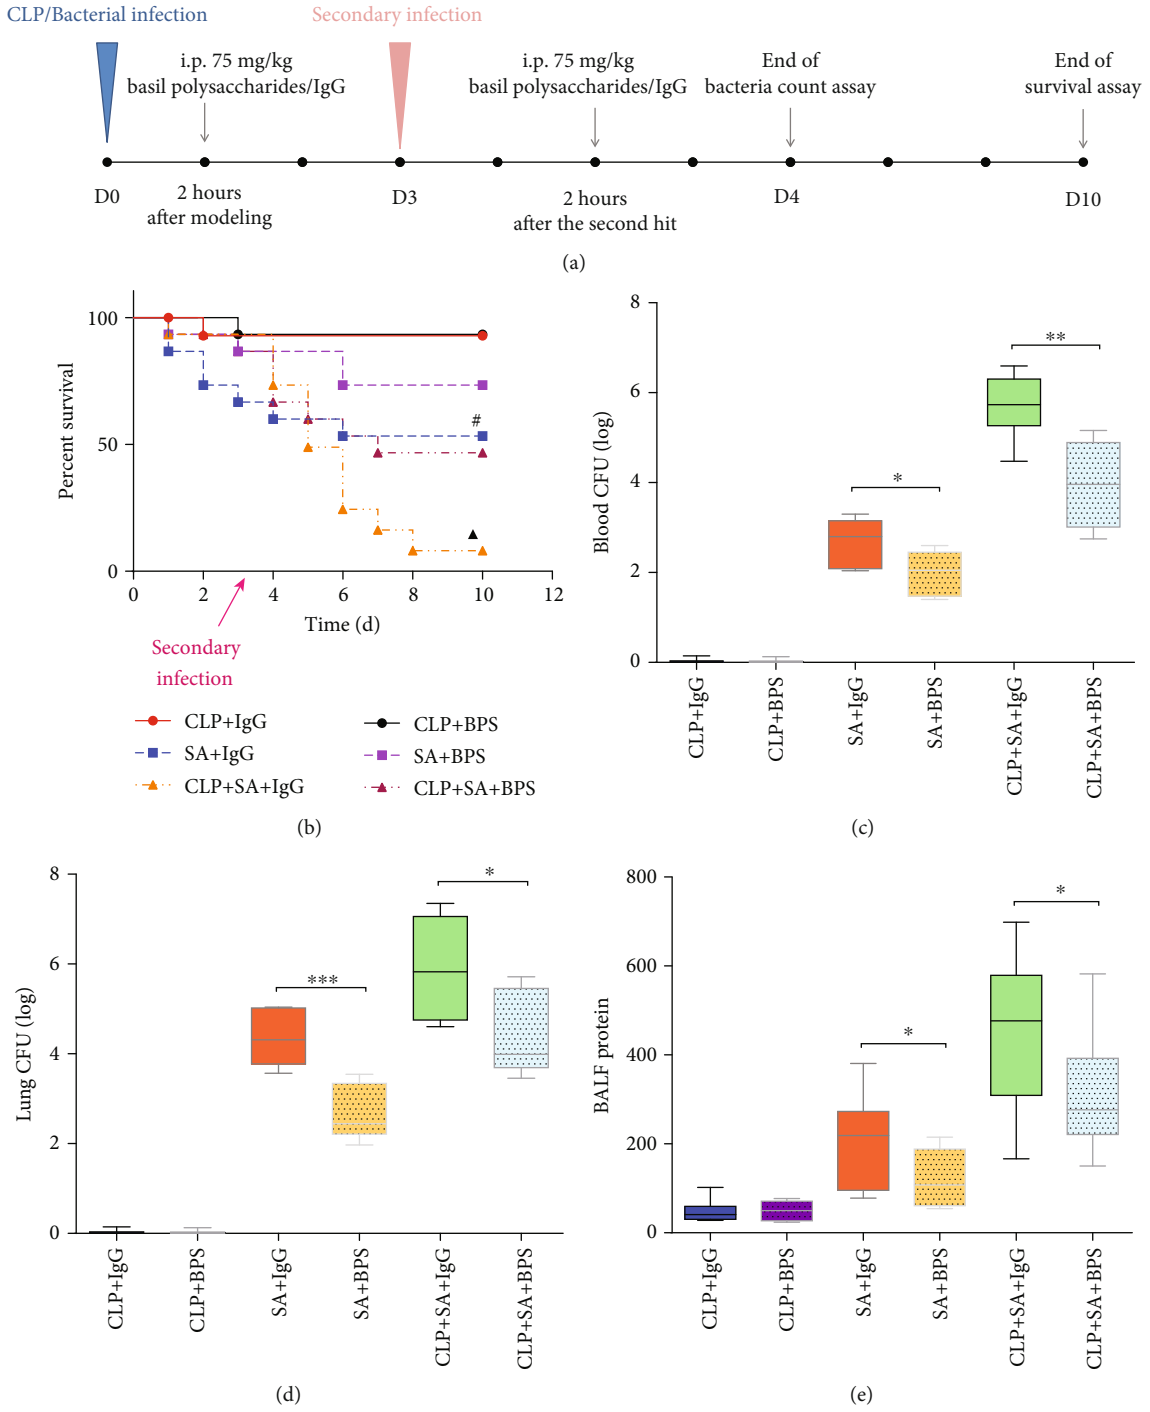 CLP/Bacterial infection
Secondary infection
i.p. 75 mg/kg
basil polysaccharides/IgG
i.p. 75 mg/kg
basil polysaccharides/IgG
End of
bacteria count assay
End of
survival assay
D0
2 hours
after modeling
D3
2 hours
after the second hit
D4
D10
(a)
Percent survival
100
50
0
0
2
4
6
8
10
12
#
Time (d)
Secondary
infection
CLP+IgG
SA+IgG
CLP+SA+IgG
CLP+BPS
SA+BPS
CLP+SA+BPS
(b)
Blood CFU (log)
8
6
4
2
0
*
**
CLP+IgG
CLP+BPS
SA+IgG
SA+BPS
CLP+SA+IgG
CLP+SA+BPS
(c)
Lung CFU (log)
8
6
4
2
0
***
*
CLP+IgG
CLP+BPS
SA+IgG
SA+BPS
CLP+SA+IgG
CLP+SA+BPS
(d)
BALF protein
800
600
400
200
0
*
*
CLP+IgG
CLP+BPS
SA+IgG
SA+BPS
CLP+SA+IgG
CLP+SA+BPS
(e)